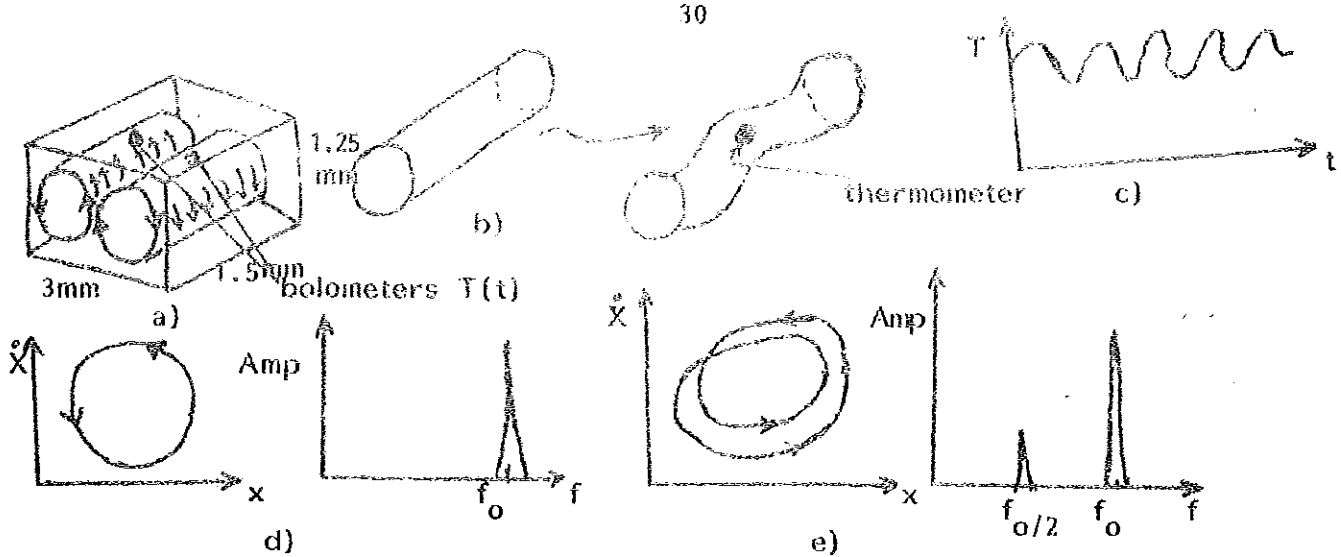 30
T
1.25
mm
thermometer
t
b)
c)
3mm
1.5mm
bolometers T(t)
a)
ẋ
Amp
f₀
f
x
d)
ẋ
Amp
x
f₀/2
f₀
f
e)